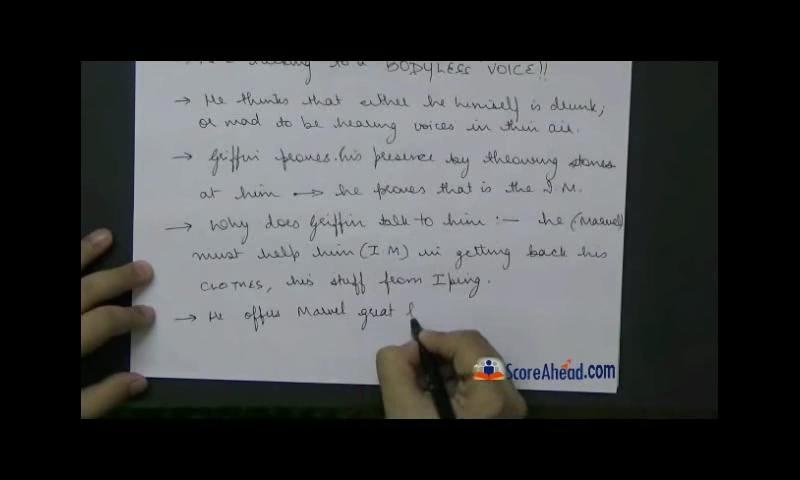 talking to a BODYLESS VOICE!!
→ He thinks that either he himself is drunk;
or mad to be hearing voices in thin air.
→ Griffin proves his presence by throwing stones
at him → he proves that is the I M.
→ Why does Griffin talk to him :— he (Marvel)
must help him (I M) in getting back his
CLOTHES, his stuff from Iping.
→ He offers Marvel great
ScoreAhead.com